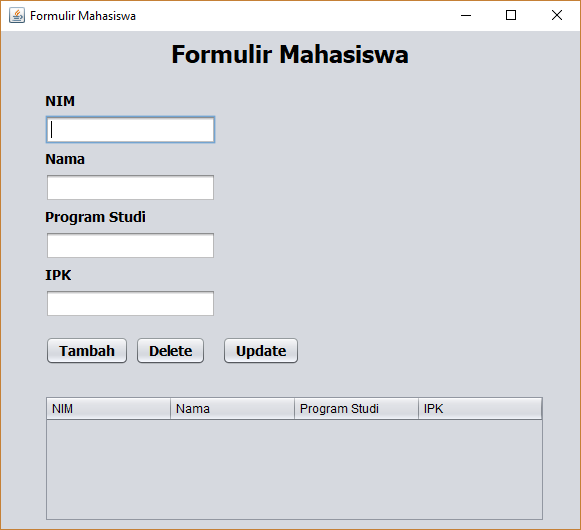 Formulir Mahasiswa
Formulir Mahasiswa
NIM
Nama
Program Studi
IPK
Tambah Delete Update
NIM Nama Program Studi IPK